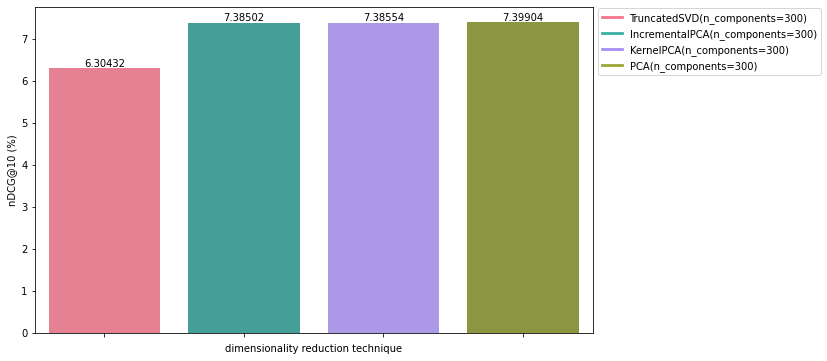 7.38502
7.38554
7.39904
6.30432
7
6
5
4
3
2
1
0
nDCG@10 (%)
dimensionality reduction technique
TruncatedSVD(n_components=300)
IncrementalPCA(n_components=300)
KernelPCA(n_components=300)
PCA(n_components=300)